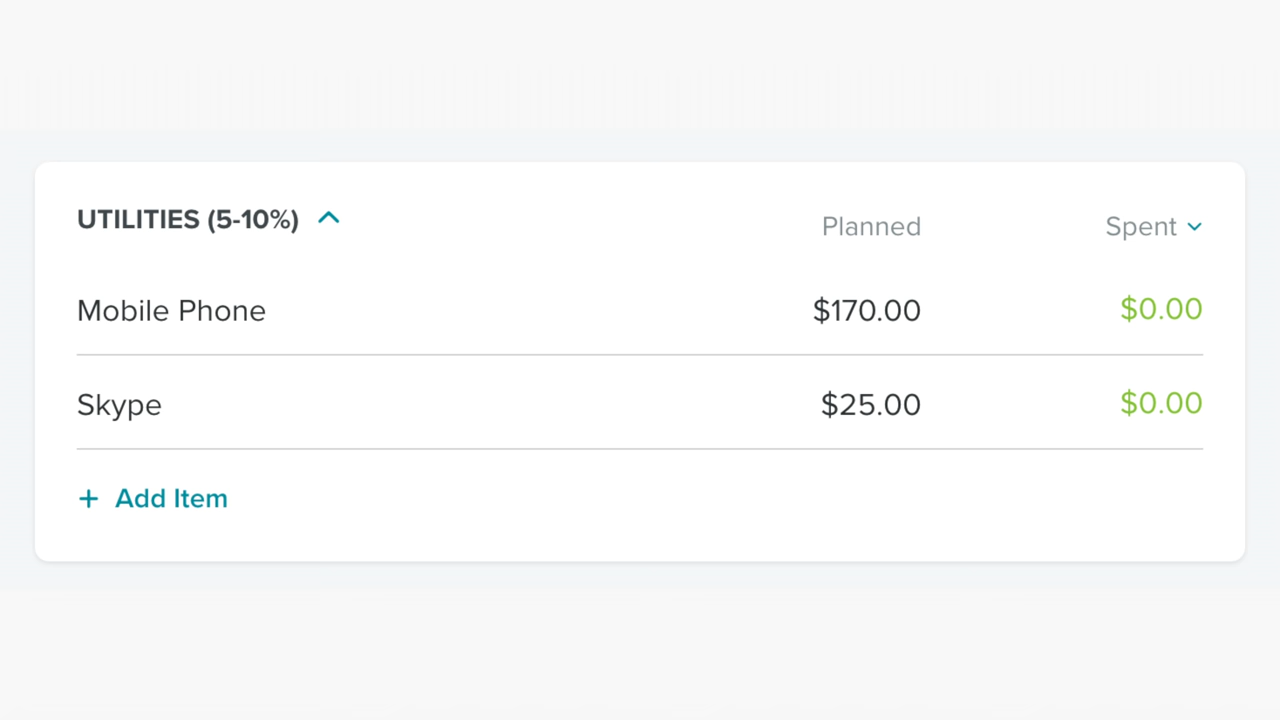 UTILITIES (5-10%) Planned Spent
Mobile Phone $170.00 $0.00
Skype $25.00 $0.00
+ Add Item